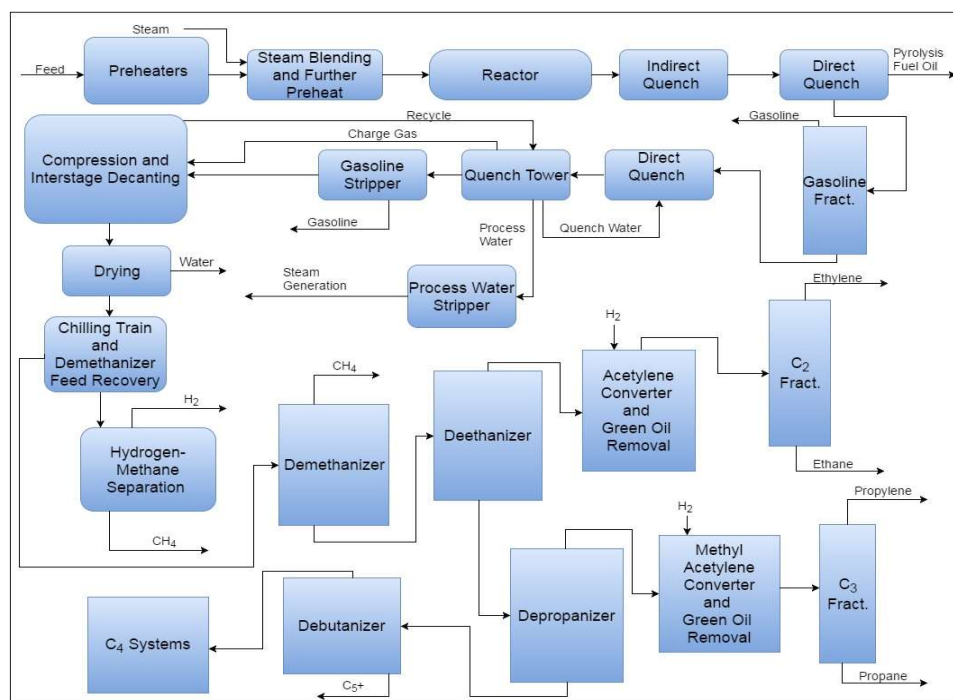 Steam
Feed
Preheaters
Steam Blending
and Further
Preheat
Reactor
Indirect
Quench
Direct
Quench
Pyrolysis
Fuel Oil
Recycle
Charge Gas
Compression and
Interstage Decanting
Gasoline
Stripper
Quench Tower
Direct
Quench
Gasoline
Gasoline
Fract.
Gasoline
Process
Water
Quench Water
Drying
Water
Steam
Generation
Process Water
Stripper
Chilling Train
and
Demethanizer
Feed Recovery
H2
Hydrogen-
Methane
Separation
CH4
CH4
Demethanizer
Deethanizer
H2
Acetylene
Converter
and
Green Oil
Removal
Ethylene
C2
Fract.
Ethane
H2
Methyl
Acetylene
Converter
and
Green Oil
Removal
Propylene
C3
Fract.
Propane
Depropanizer
Debutanizer
C5+
C4 Systems